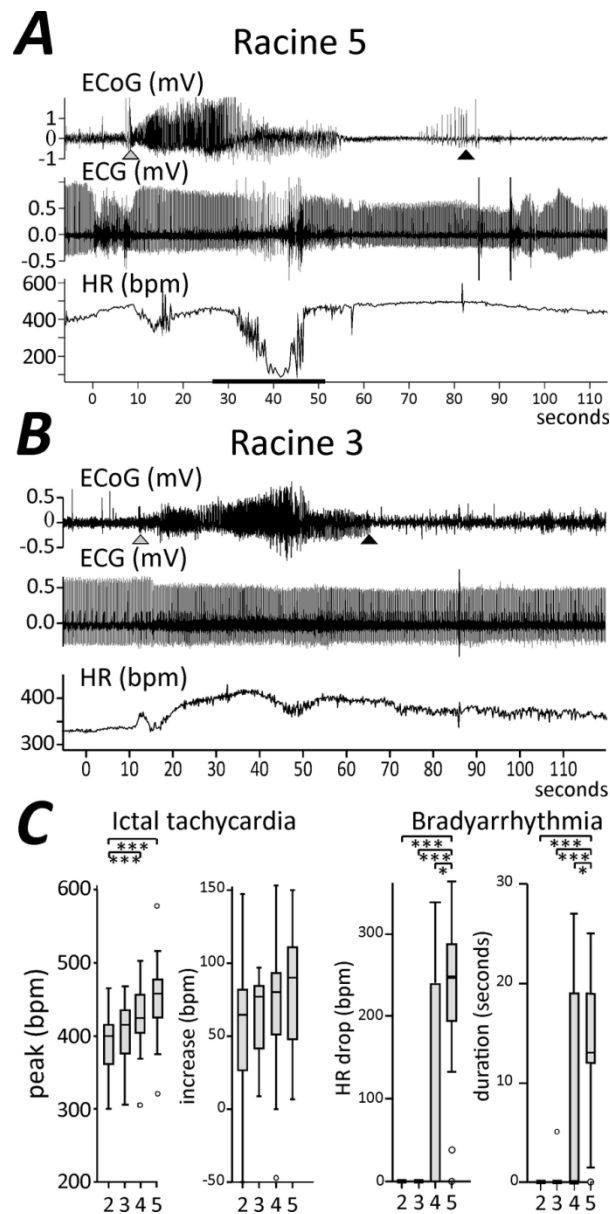 A
Racine 5
ECoG (mV)
1
0
-1
ECG (mV)
0.5
0.0
-0.5
HR (bpm)
600
400
200
0 10 20 30 40 50 60 70 80 90 100 110
seconds
B
Racine 3
ECoG (mV)
0.5
0
-0.5
ECG (mV)
0.5
0.0
HR (bpm)
400
300
0 10 20 30 40 50 60 70 80 90 100 110
seconds
C
Ictal tachycardia
Bradyarrhythmia
***
***
***
***
*
***
***
*
peak (bpm)
600
500
400
300
200
2 3 4 5
increase (bpm)
150
100
50
0
-50
2 3 4 5
HR drop (bpm)
200
200
0
2 3 4 5
duration (seconds)
30
20
10
0
2 3 4 5